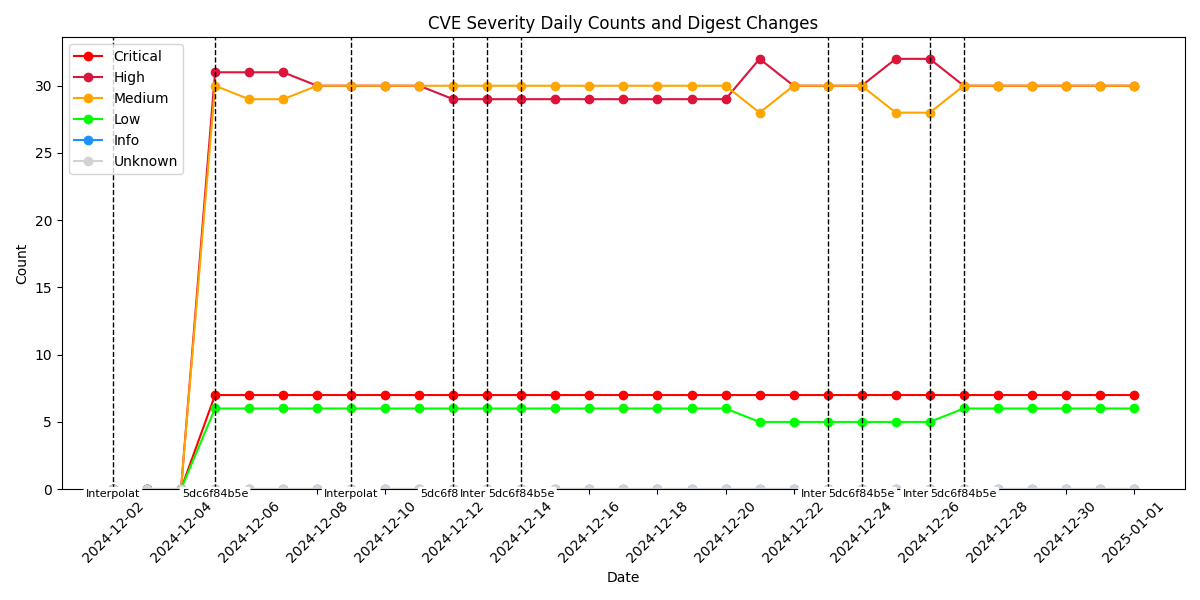 CVE Severity Daily Counts and Digest Changes
Critical
High
Medium
Low
Info
Unknown
Count
30
25
20
15
10
5
0
Interpolat
5dc6f84b5e
Interpolat
5dc6f8
Inter
5dc6f84b5e
Inter
5dc6f84b5e
Inter
5dc6f84b5e
2024-12-02
2024-12-04
2024-12-06
2024-12-08
2024-12-10
2024-12-12
2024-12-14
2024-12-16
2024-12-18
2024-12-20
2024-12-22
2024-12-24
2024-12-26
2024-12-28
2024-12-30
2025-01-01
Date